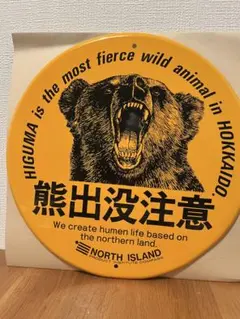 HIGUMA is the most fierce wild animal in HOKKAIDO.
熊出没注意
We create humen life based on
the northern land.
NORTH ISLAND